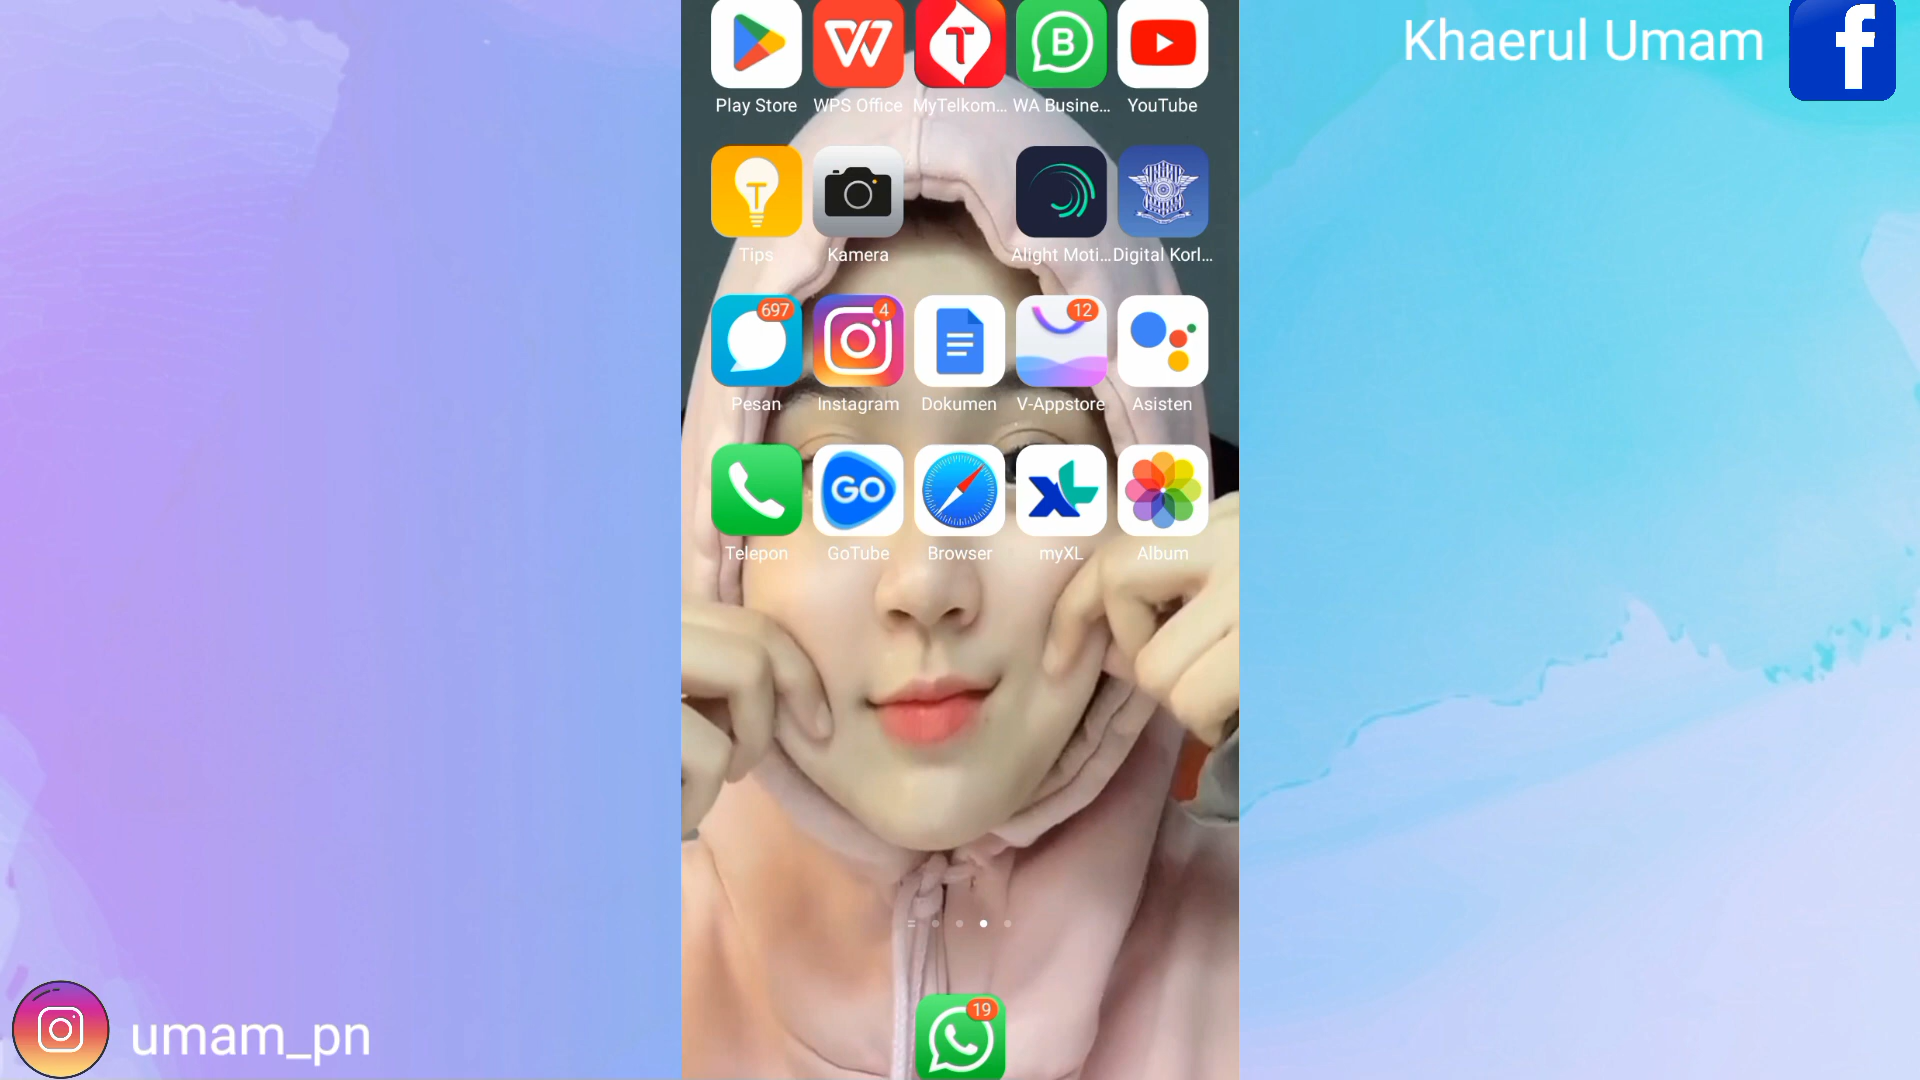 Khaerul Umam
Play Store WPS Office MyTelkom... WA Busine... YouTube
Tips Kamera Alight Moti... Digital Korl...
697 4 12
Pesan Instagram Dokumen V-Appstore Asisten
GO
Telepon GoTube Browser myXL Album
19
umam_pn